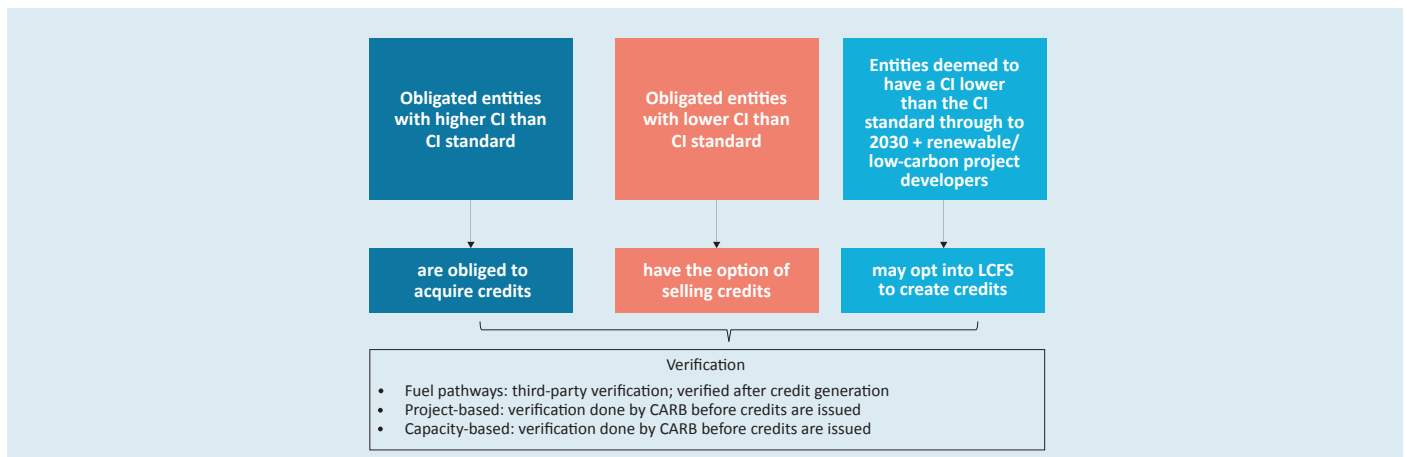 Obligated entities
with higher CI than
CI standard
Obligated entities
with lower CI than
CI standard
Entities deemed to
have a CI lower
than the CI
standard through to
2030 + renewable/
low-carbon project
developers
are obliged to
acquire credits
have the option of
selling credits
may opt into LCFS
to create credits
Verification
• Fuel pathways: third-party verification; verified after credit generation
• Project-based: verification done by CARB before credits are issued
• Capacity-based: verification done by CARB before credits are issued